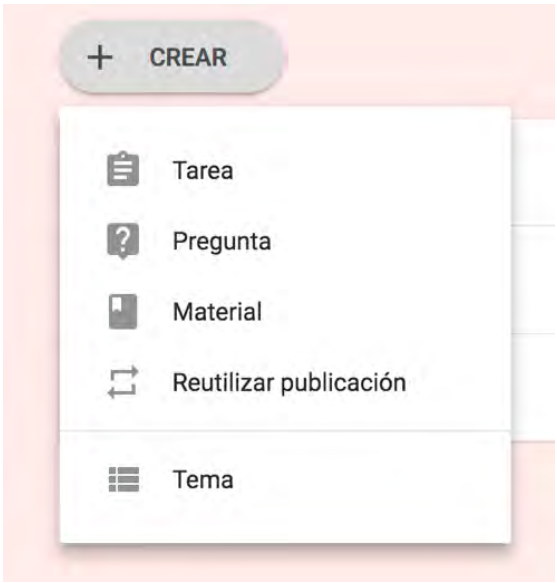 + CREAR
Tarea
Pregunta
Material
Reutilizar publicación
Tema